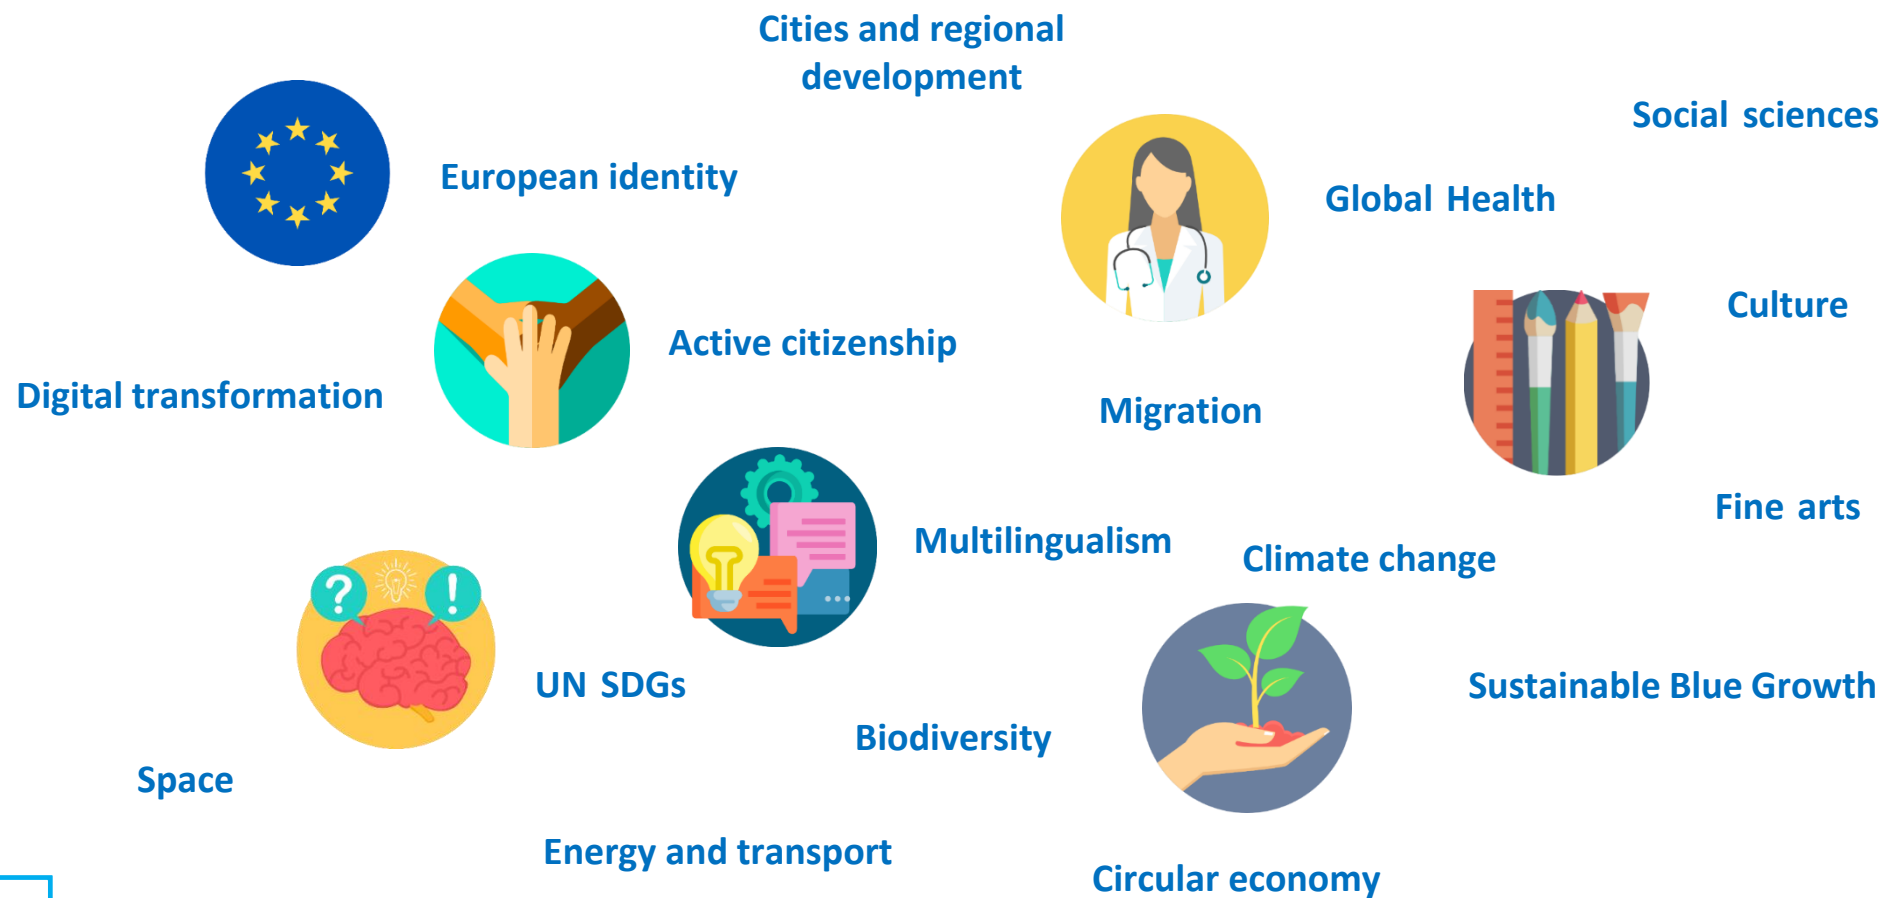 Cities and regional
development
Social sciences
European identity
Global Health
Culture
Active citizenship
Digital transformation
Migration
Fine arts
Multilingualism
Climate change
? !
UN SDGs
Sustainable Blue Growth
Biodiversity
Space
Energy and transport
Circular economy